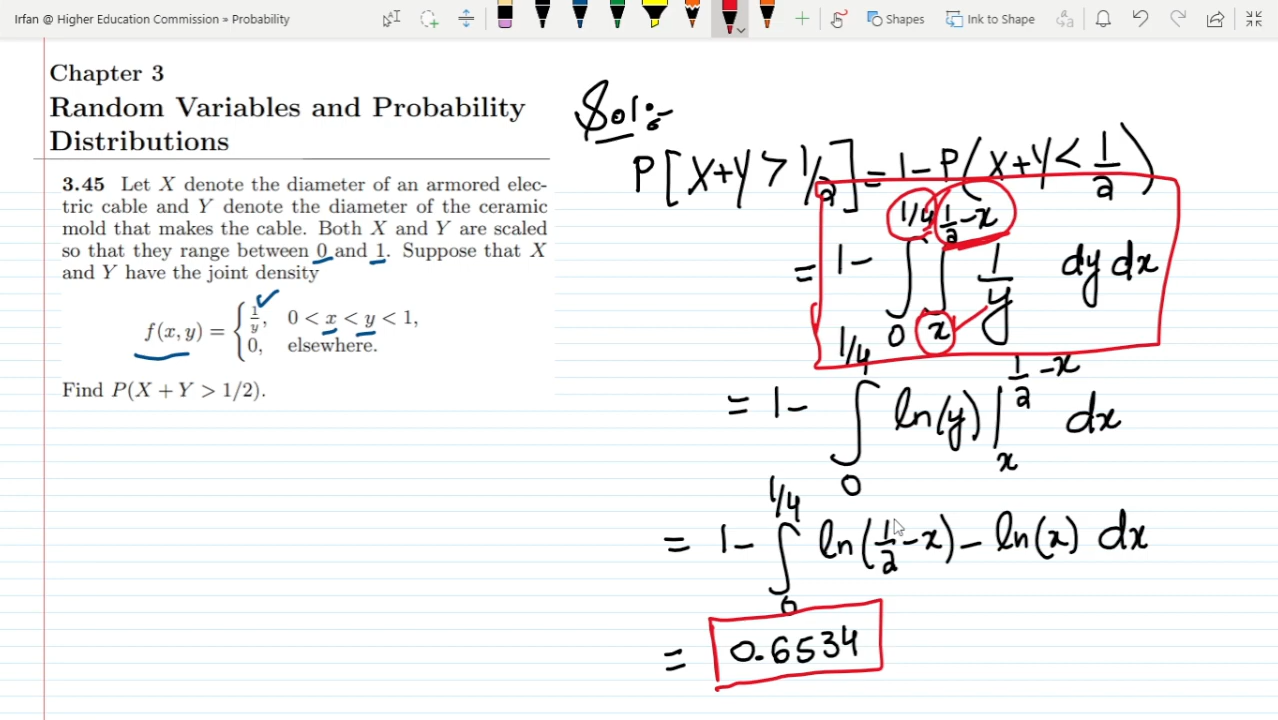 Irfan @ Higher Education Commission » Probability
Shapes
Ink to Shape
Chapter 3
Random Variables and Probability
Distributions
3.45 Let X denote the diameter of an armored elec-
tric cable and Y denote the diameter of the ceramic
mold that makes the cable. Both X and Y are scaled
so that they range between 0 and 1. Suppose that X
and Y have the joint density
f(x, y) = { 1/y, 0 < x < y < 1,
0, elsewhere.
Find P(X + Y > 1/2).
Sol:-
P[X+Y > 1/2] = 1 - P(X+Y < 1/2)
= 1 - ∫_0^{1/4} ∫_x^{1/2-x} 1/y dy dx
= 1 - ∫_0^{1/4} ln(y) |_x^{1/2-x} dx
= 1 - ∫_0^{1/4} ln(1/2-x) - ln(x) dx
= 0.6534